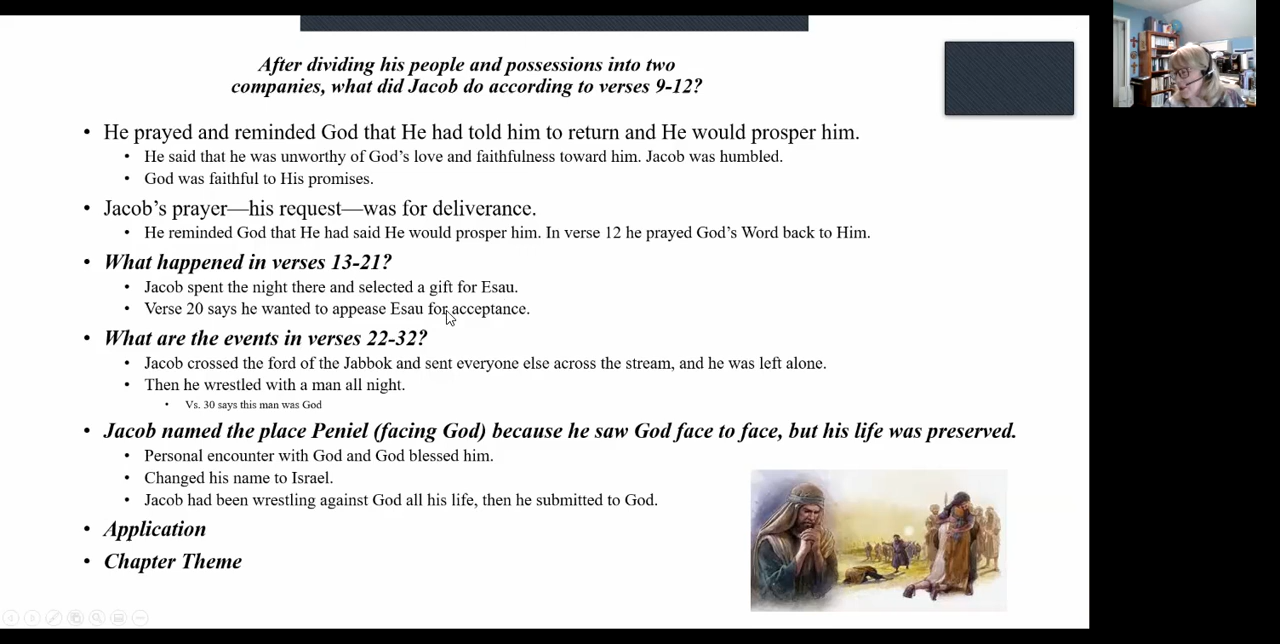 After dividing his people and possessions into two
companies, what did Jacob do according to verses 9-12?
• He prayed and reminded God that He had told him to return and He would prosper him.
• He said that he was unworthy of God's love and faithfulness toward him. Jacob was humbled.
• God was faithful to His promises.
• Jacob's prayer—his request—was for deliverance.
• He reminded God that He had said He would prosper him. In verse 12 he prayed God's Word back to Him.
• What happened in verses 13-21?
• Jacob spent the night there and selected a gift for Esau.
• Verse 20 says he wanted to appease Esau for acceptance.
• What are the events in verses 22-32?
• Jacob crossed the ford of the Jabbok and sent everyone else across the stream, and he was left alone.
• Then he wrestled with a man all night.
• Vs. 30 says this man was God
• Jacob named the place Peniel (facing God) because he saw God face to face, but his life was preserved.
• Personal encounter with God and God blessed him.
• Changed his name to Israel.
• Jacob had been wrestling against God all his life, then he submitted to God.
• Application
• Chapter Theme